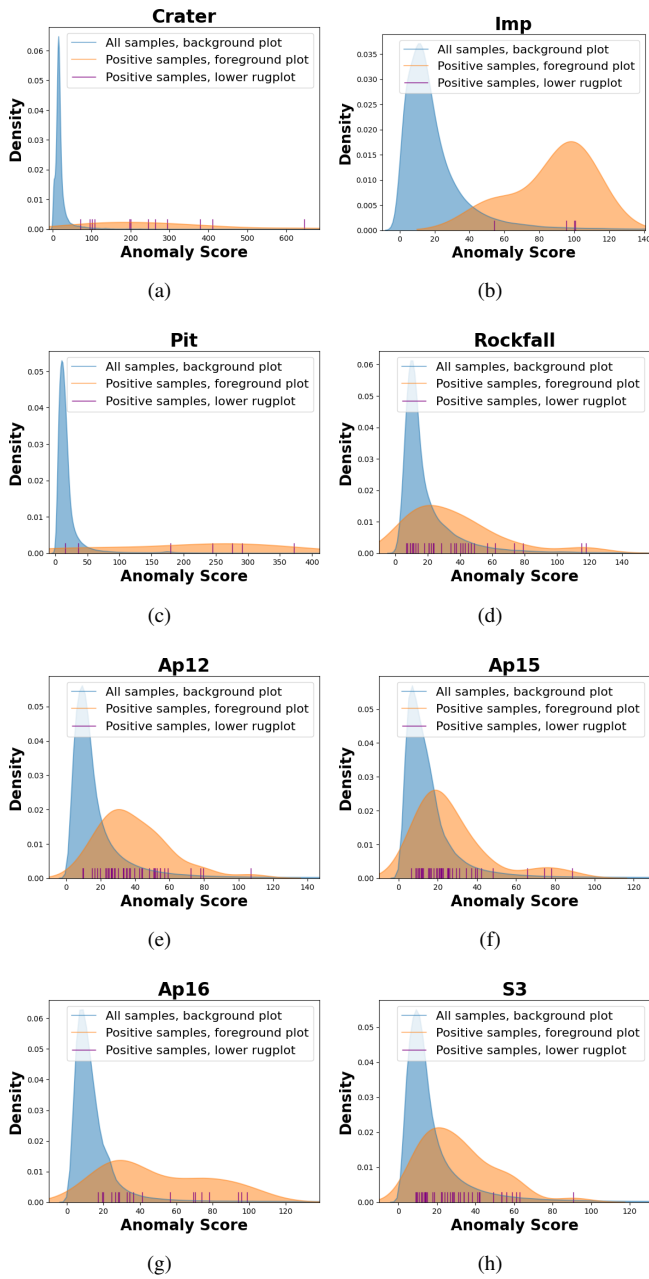 Crater
All samples, background plot
Positive samples, foreground plot
Positive samples, lower rugplot
Density
0.06
0.05
0.04
0.03
0.02
0.01
0.00
0 100 200 300 400 500 600
Anomaly Score
(a)
Imp
All samples, background plot
Positive samples, foreground plot
Positive samples, lower rugplot
Density
0.035
0.030
0.025
0.020
0.015
0.010
0.005
0.000
0 20 40 60 80 100 120 140
Anomaly Score
(b)
Pit
All samples, background plot
Positive samples, foreground plot
Positive samples, lower rugplot
Density
0.05
0.04
0.03
0.02
0.01
0.00
0 50 100 150 200 250 300 350 400
Anomaly Score
(c)
Rockfall
All samples, background plot
Positive samples, foreground plot
Positive samples, lower rugplot
Density
0.06
0.05
0.04
0.03
0.02
0.01
0.00
0 20 40 60 80 100 120 140
Anomaly Score
(d)
Ap12
All samples, background plot
Positive samples, foreground plot
Positive samples, lower rugplot
Density
0.05
0.04
0.03
0.02
0.01
0.00
0 20 40 60 80 100 120 140
Anomaly Score
(e)
Ap15
All samples, background plot
Positive samples, foreground plot
Positive samples, lower rugplot
Density
0.05
0.04
0.03
0.02
0.01
0.00
0 20 40 60 80 100 120
Anomaly Score
(f)
Ap16
All samples, background plot
Positive samples, foreground plot
Positive samples, lower rugplot
Density
0.06
0.05
0.04
0.03
0.02
0.01
0.00
0 20 40 60 80 100 120
Anomaly Score
(g)
S3
All samples, background plot
Positive samples, foreground plot
Positive samples, lower rugplot
Density
0.05
0.04
0.03
0.02
0.01
0.00
0 20 40 60 80 100 120
Anomaly Score
(h)